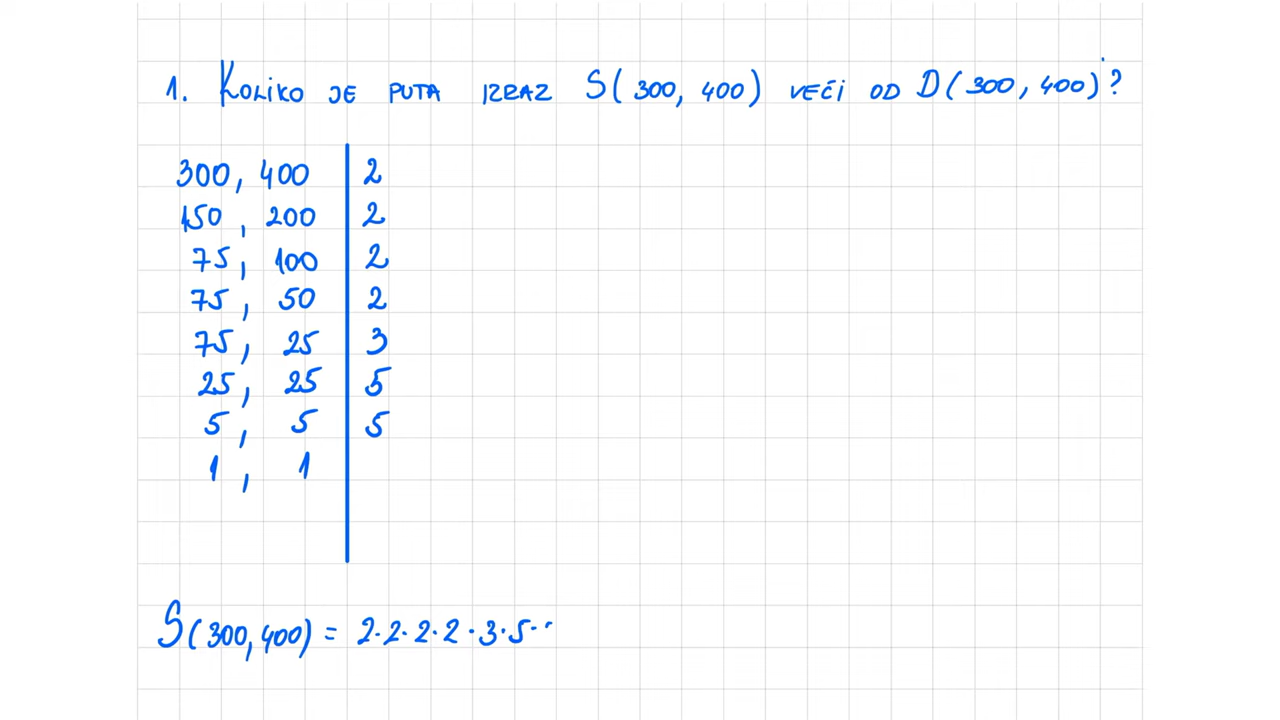 1. KOLIKO JE PUTA IZRAZ S(300, 400) VEĆI OD D(300, 400)?
300, 400 | 2
150, 200 | 2
75, 100 | 2
75, 50 | 2
75, 25 | 3
25, 25 | 5
5, 5 | 5
1, 1 |
S(300,400) = 2·2·2·2·3·5·